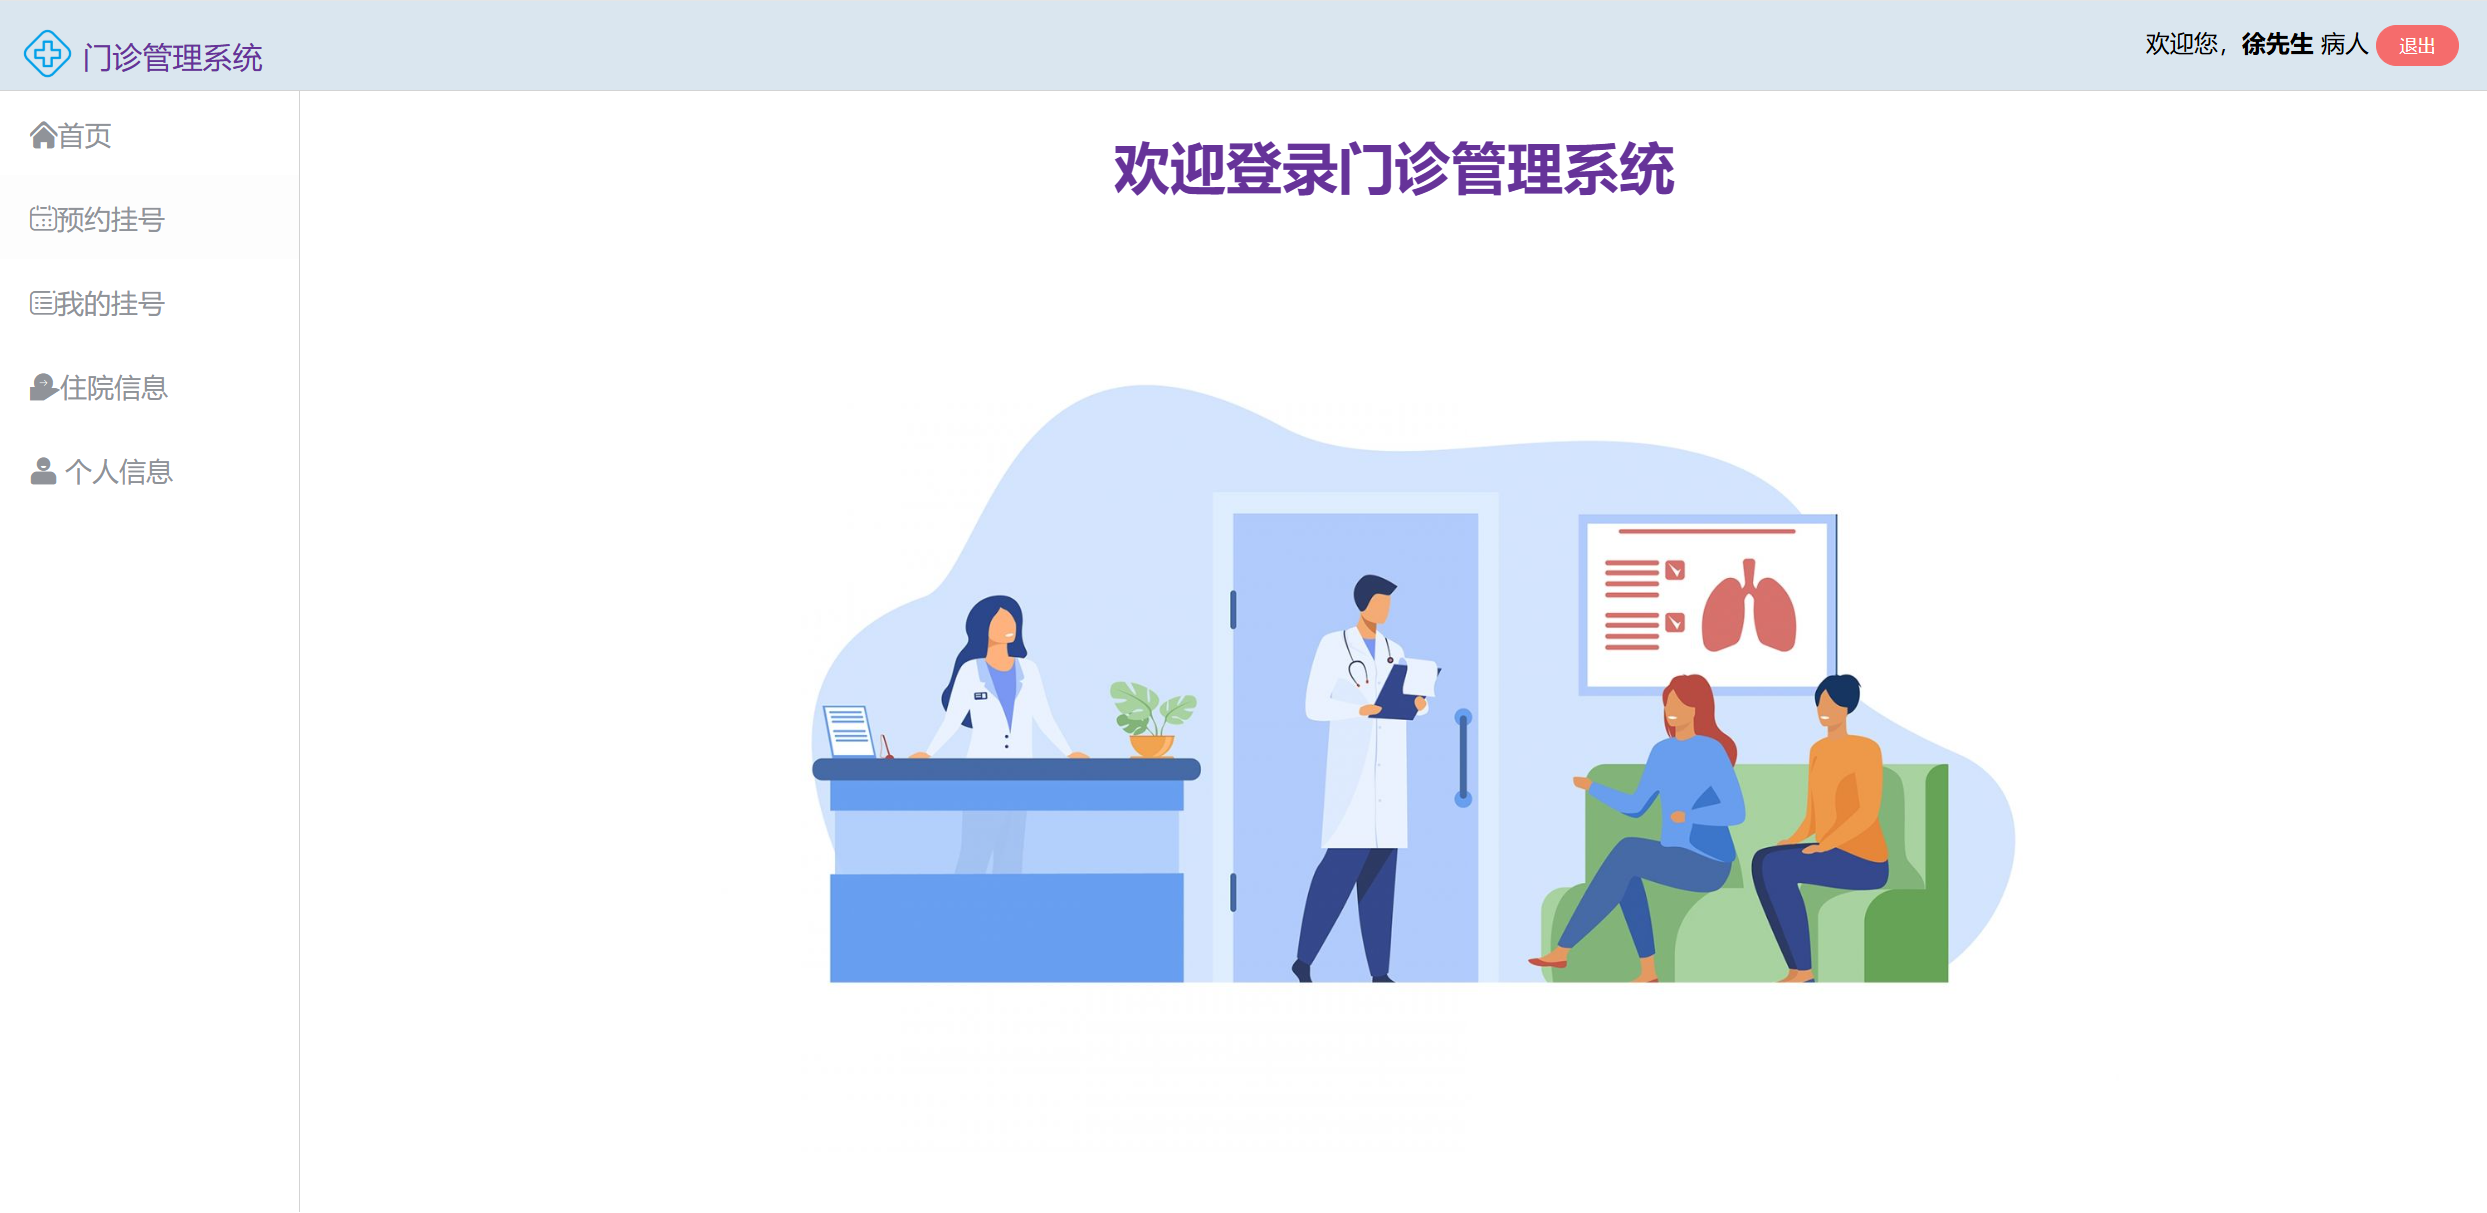 门诊管理系统
欢迎您，徐先生 病人 退出
首页
预约挂号
我的挂号
住院信息
个人信息
欢迎登录门诊管理系统